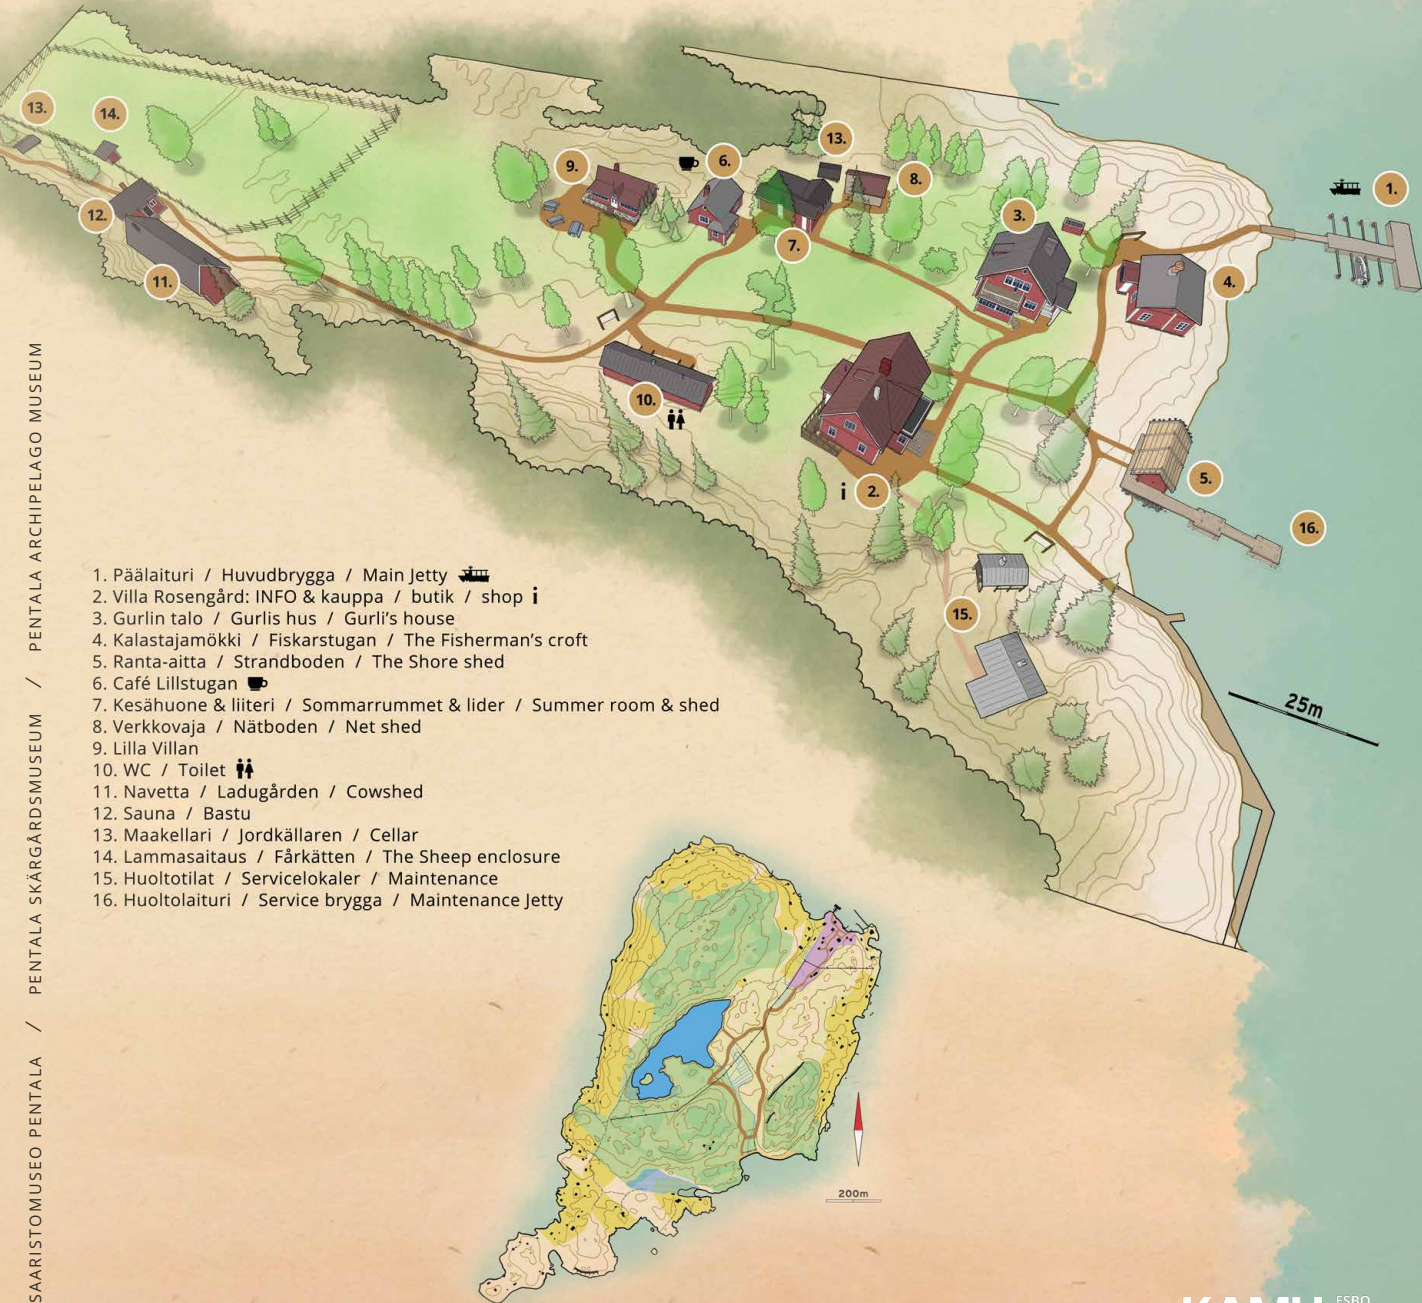 13.
14.
12.
11.
9.
6.
13.
8.
7.
3.
1.
4.
10.
i 2.
5.
16.
15.
25m
1. Päälaituri / Huvudbrygga / Main Jetty
2. Villa Rosengård: INFO & kauppa / butik / shop i
3. Gurlin talo / Gurlis hus / Gurli's house
4. Kalastajamökki / Fiskarstugan / The Fisherman's croft
5. Ranta-aitta / Strandboden / The Shore shed
6. Café Lillstugan
7. Kesähuone & liiteri / Sommarrummet & lider / Summer room & shed
8. Verkkovaja / Nätboden / Net shed
9. Lilla Villan
10. WC / Toilet
11. Navetta / Ladugården / Cowshed
12. Sauna / Bastu
13. Maakellari / Jordkällaren / Cellar
14. Lammasaitaus / Fårkätten / The Sheep enclosure
15. Huoltotilat / Servicelokaler / Maintenance
16. Huoltolaituri / Service brygga / Maintenance Jetty
SAARISTOMUSEO PENTALA / PENTALA SKÄRGÅRDSMUSEUM / PENTALA ARCHIPELAGO MUSEUM
200m
ESBO